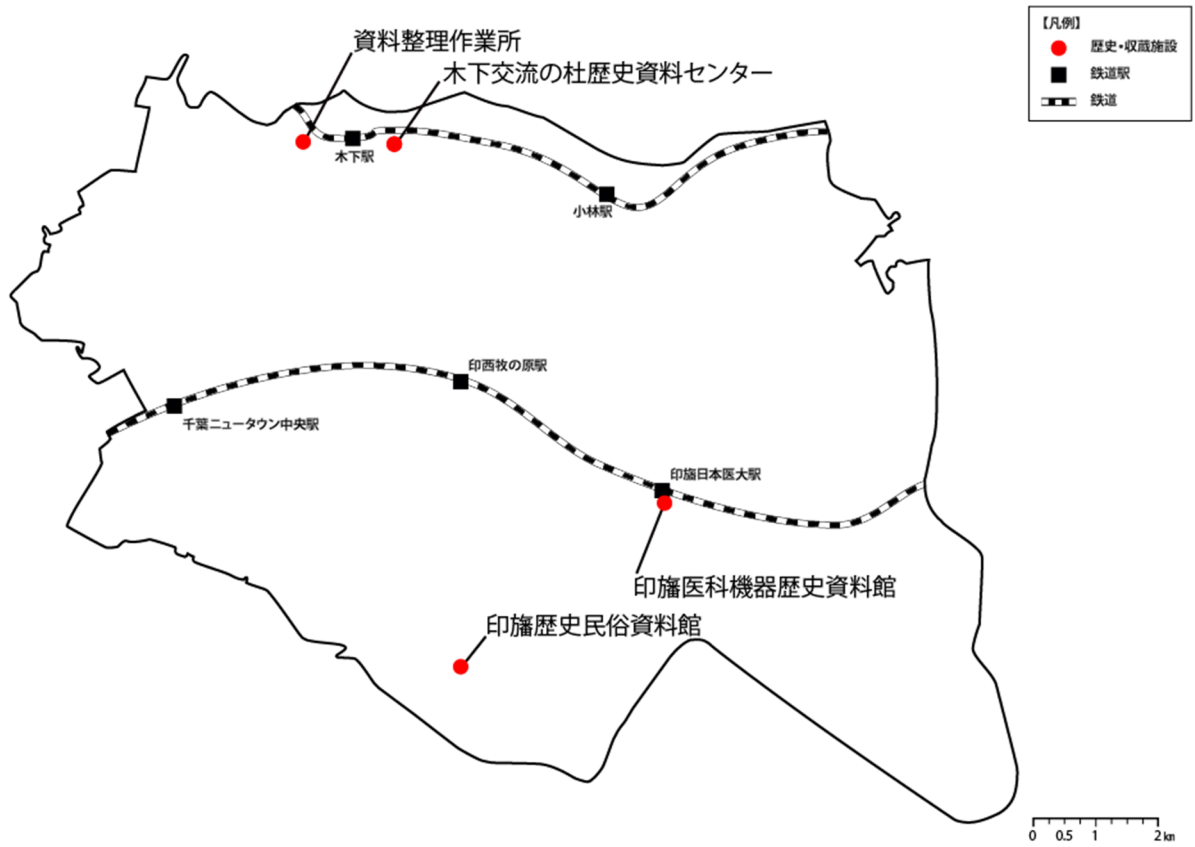 資料整理作業所
木下交流の杜歴史資料センター
【凡例】
歴史・収蔵施設
鉄道駅
鉄道
木下駅
小林駅
印西牧の原駅
千葉ニュータウン中央駅
印旛日本医大駅
印旛医科機器歴史資料館
印旛歴史民俗資料館
0 0.5 1 2km